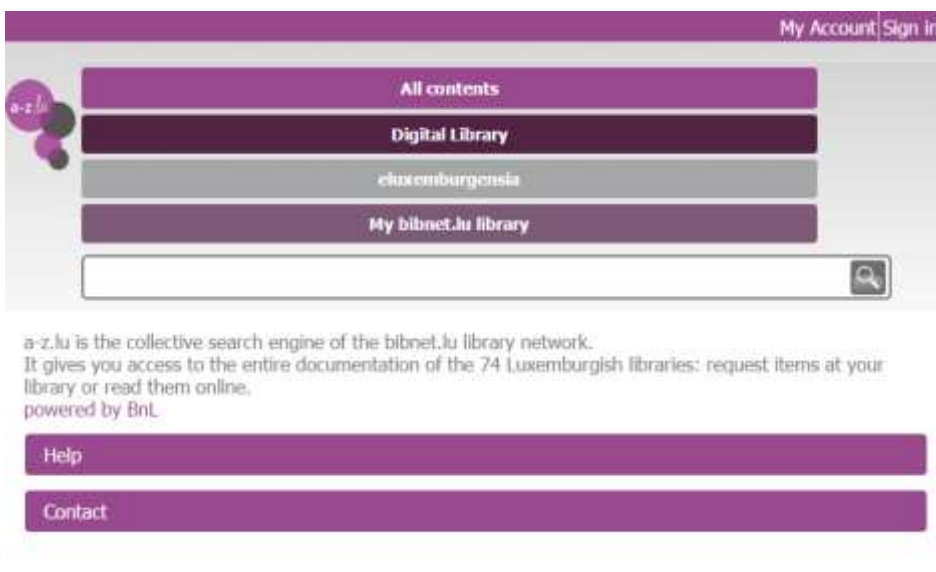 My Account Sign in
a-z.lu
All contents
Digital Library
eluxemburgensia
My bibnet.lu library
a-z.lu is the collective search engine of the bibnet.lu library network.
It gives you access to the entire documentation of the 74 Luxemburgish libraries: request items at your
library or read them online.
powered by BnL
Help
Contact